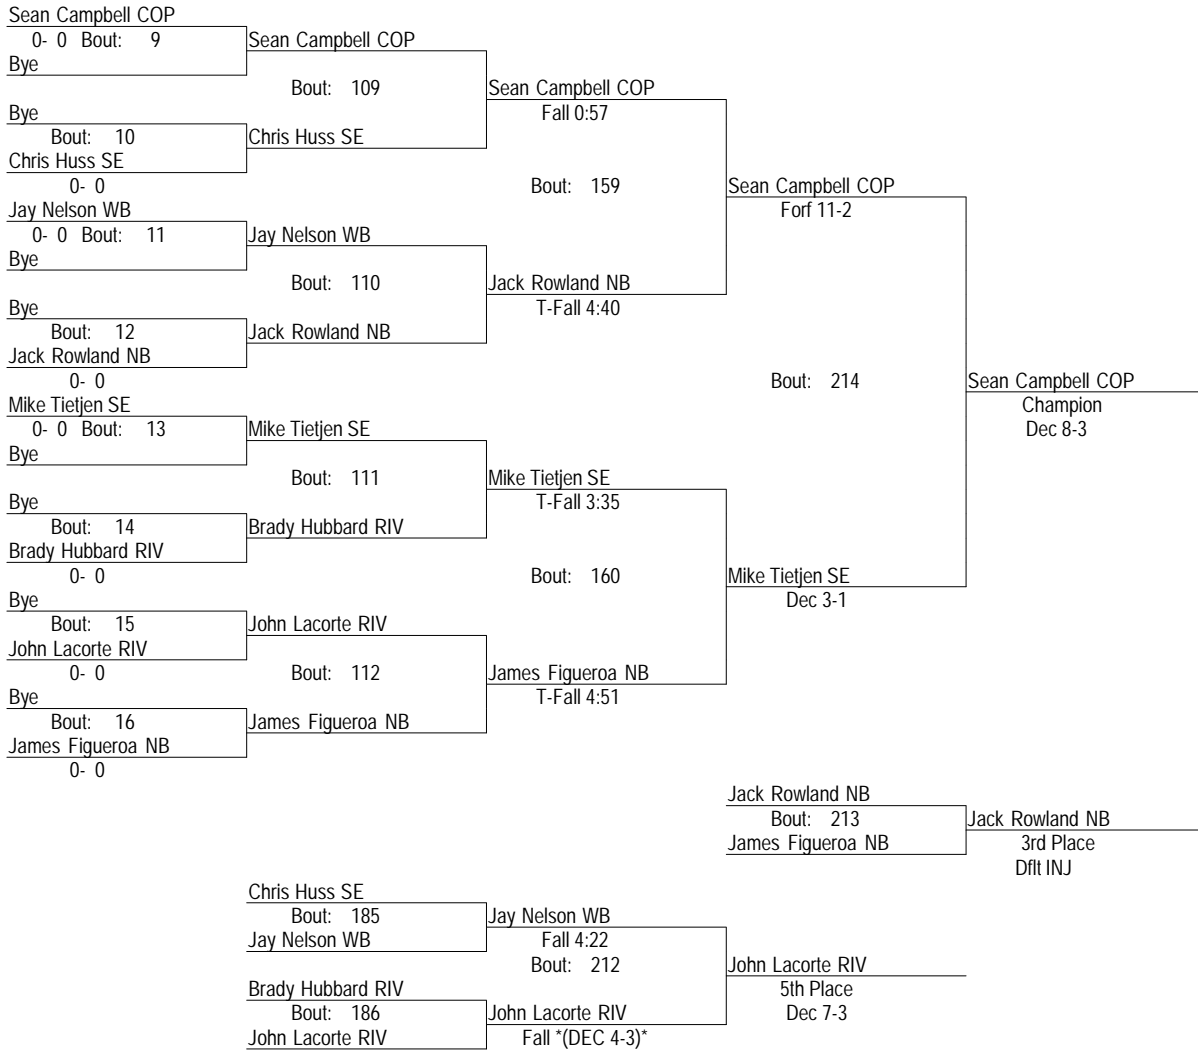 Sean Campbell COP
0- 0 Bout: 9
Sean Campbell COP
Bye
Bout: 109
Sean Campbell COP
Bye
Fall 0:57
Bout: 10
Chris Huss SE
Chris Huss SE
0- 0
Bout: 159
Sean Campbell COP
Jay Nelson WB
Forf 11-2
0- 0 Bout: 11
Jay Nelson WB
Bye
Bout: 110
Jack Rowland NB
Bye
T-Fall 4:40
Bout: 12
Jack Rowland NB
Jack Rowland NB
0- 0
Bout: 214
Sean Campbell COP
Mike Tietjen SE
Champion
0- 0 Bout: 13
Mike Tietjen SE
Dec 8-3
Bye
Bout: 111
Mike Tietjen SE
Bye
T-Fall 3:35
Bout: 14
Brady Hubbard RIV
Brady Hubbard RIV
0- 0
Bout: 160
Mike Tietjen SE
Bye
Dec 3-1
Bout: 15
John Lacorte RIV
John Lacorte RIV
0- 0
Bout: 112
James Figueroa NB
Bye
T-Fall 4:51
Bout: 16
James Figueroa NB
James Figueroa NB
0- 0
Jack Rowland NB
Bout: 213
Jack Rowland NB
James Figueroa NB
3rd Place
Dflt INJ
Chris Huss SE
Bout: 185
Jay Nelson WB
Jay Nelson WB
Fall 4:22
Bout: 212
John Lacorte RIV
Brady Hubbard RIV
5th Place
Bout: 186
John Lacorte RIV
Dec 7-3
John Lacorte RIV
Fall *(DEC 4-3)*